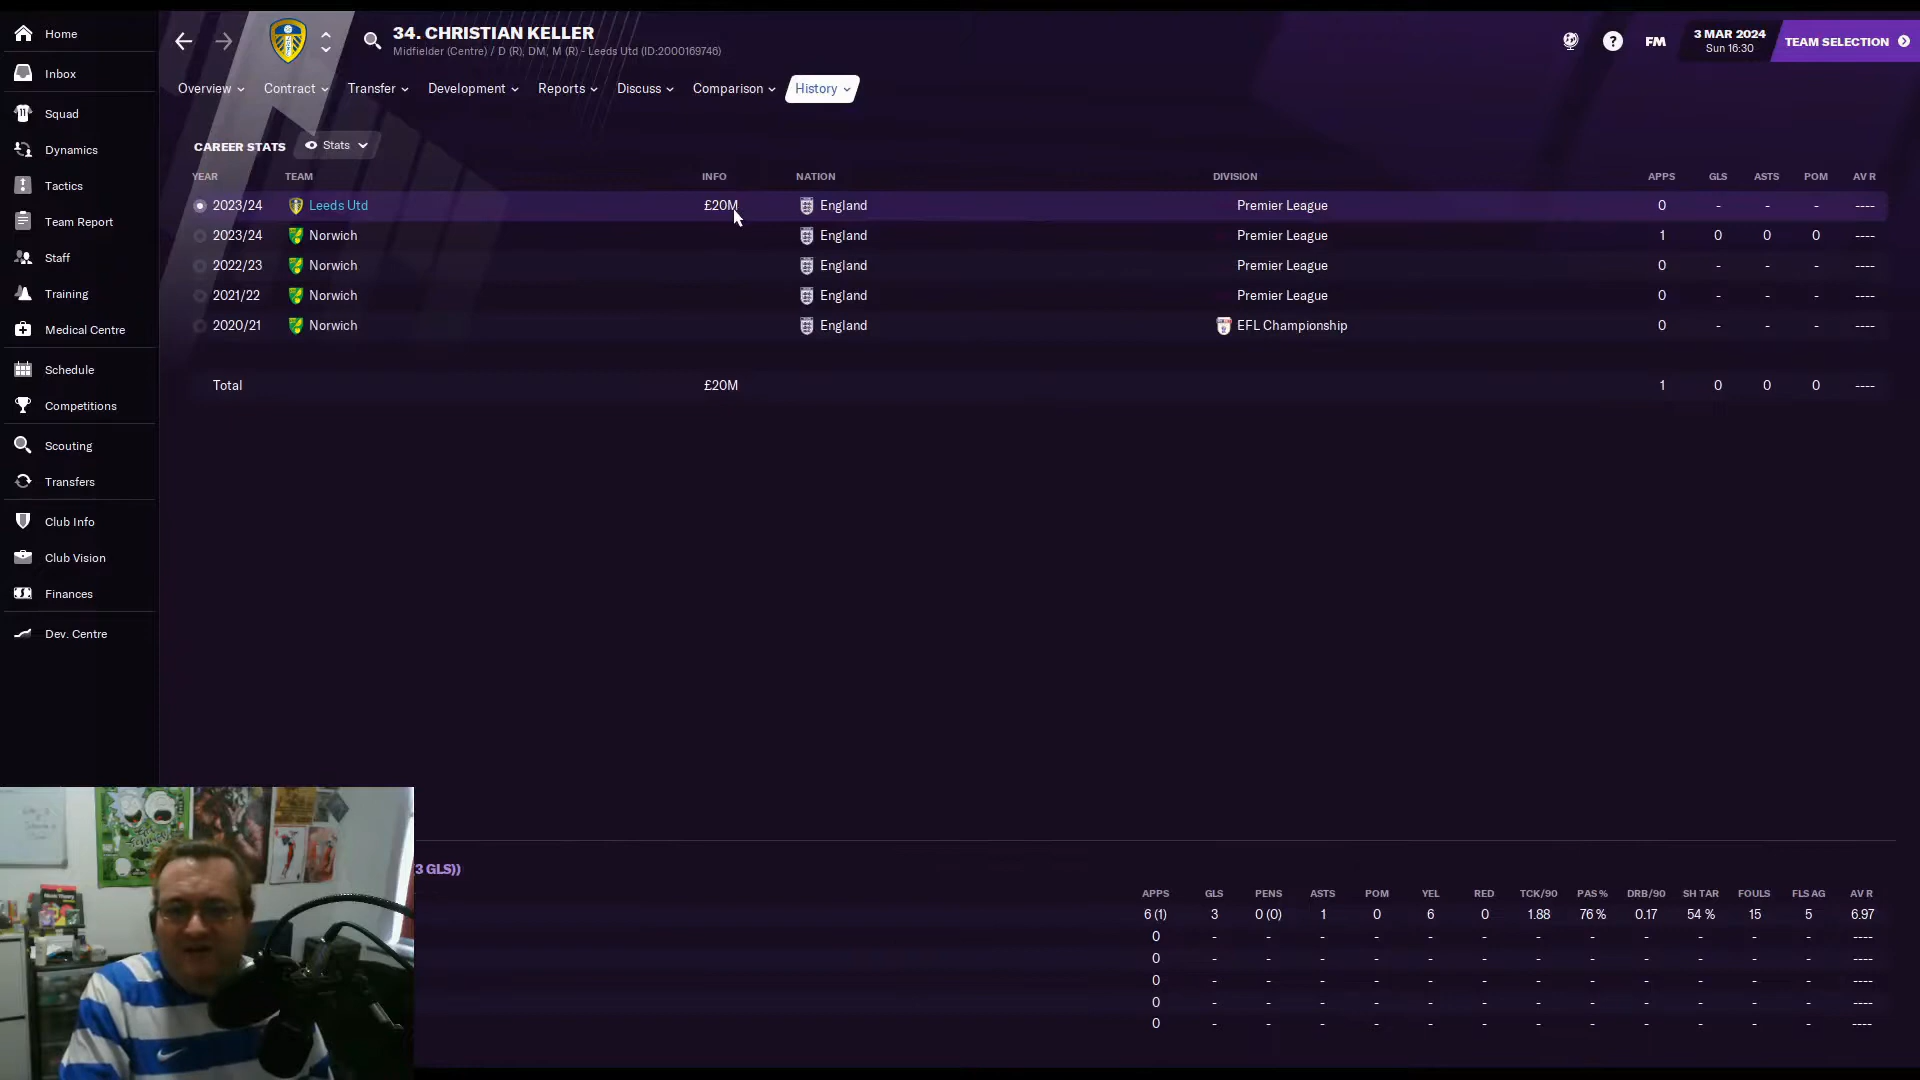 Home
Inbox
Squad
Dynamics
Tactics
Team Report
Staff
Training
Medical Centre
Schedule
Competitions
Scouting
Transfers
Club Info
Club Vision
Finances
Dev. Centre
34. CHRISTIAN KELLER
Midfielder (Centre) / D (R), DM, M (R) - Leeds Utd (ID:2000169746)
FM
3 MAR 2024
Sun 16:30
TEAM SELECTION
Overview Contract Transfer Development Reports Discuss Comparison History
CAREER STATS Stats
YEAR TEAM INFO NATION DIVISION APPS GLS ASTS POM AV R
2023/24 Leeds Utd £20M England Premier League 0 - - - ----
2023/24 Norwich England Premier League 1 0 0 0 ----
2022/23 Norwich England Premier League 0 - - - ----
2021/22 Norwich England Premier League 0 - - - ----
2020/21 Norwich England EFL Championship 0 - - - ----
Total £20M 1 0 0 0 ----
3 GLS))
APPS GLS PENS ASTS POM YEL RED TCK/90 PAS % DRB/90 SH TAR FOULS FLS AG AV R
6 (1) 3 0 (0) 1 0 6 0 1.88 76 % 0.17 54 % 15 5 6.97
0 - - - - - - - - - - - - ----
0 - - - - - - - - - - - - ----
0 - - - - - - - - - - - - ----
0 - - - - - - - - - - - - ----
0 - - - - - - - - - - - - ----